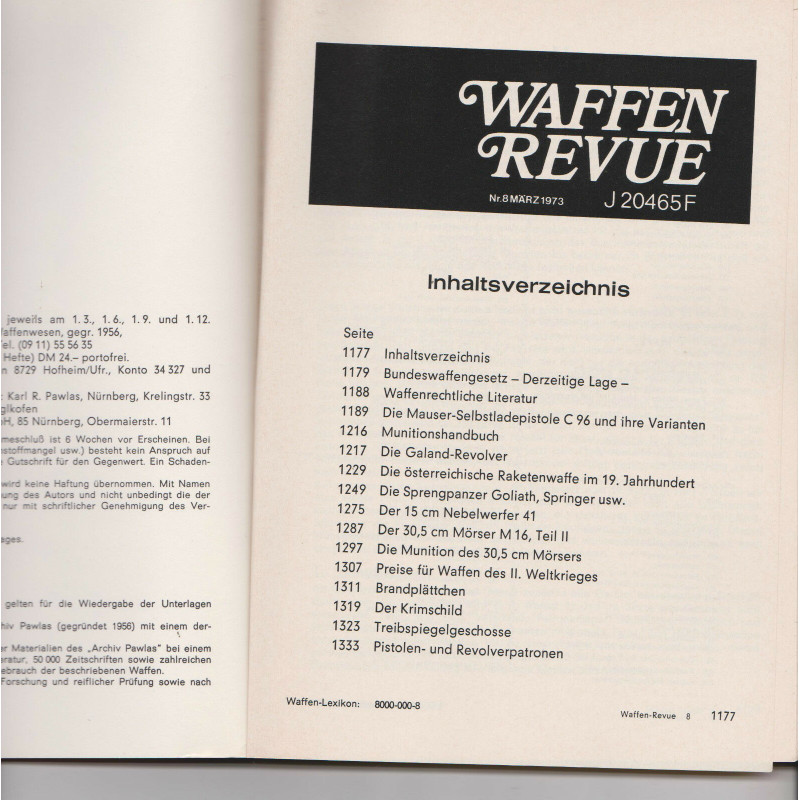 jeweils am 1. 3., 1. 6., 1. 9. und 1. 12.
Waffenwesen, gegr. 1956,
Tel. (09 11) 55 56 35
Hefte) DM 24.– portofrei.
8729 Hofheim/Ufr., Konto 34 327 und
Karl R. Pawlas, Nürnberg, Krelingstr. 33
85 Nürnberg, Obermaierstr. 11
ist 6 Wochen vor Erscheinen. Bei
usw.) besteht kein Anspruch auf
Gutschrift für den Gegenwert. Ein Schaden-
wird keine Haftung übernommen. Mit Namen
des Autors und nicht unbedingt die der
nur mit schriftlicher Genehmigung des Ver-
gelten für die Wiedergabe der Unterlagen
Pawlas (gegründet 1956) mit einem der-
Materialien des „Archiv Pawlas" bei einem
50 000 Zeitschriften sowie zahlreichen
der beschriebenen Waffen.
Forschung und reiflicher Prüfung sowie nach
WAFFEN
REVUE
Nr. 8 MÄRZ 1973 J 20465 F
Inhaltsverzeichnis
Seite
1177 Inhaltsverzeichnis
1179 Bundeswaffengesetz – Derzeitige Lage –
1188 Waffenrechtliche Literatur
1189 Die Mauser-Selbstladepistole C 96 und ihre Varianten
1216 Munitionshandbuch
1217 Die Galand-Revolver
1229 Die österreichische Raketenwaffe im 19. Jahrhundert
1249 Die Sprengpanzer Goliath, Springer usw.
1275 Der 15 cm Nebelwerfer 41
1287 Der 30,5 cm Mörser M 16, Teil II
1297 Die Munition des 30,5 cm Mörsers
1307 Preise für Waffen des II. Weltkrieges
1311 Brandplättchen
1319 Der Krimschild
1323 Treibspiegelgeschosse
1333 Pistolen- und Revolverpatronen
Waffen-Lexikon: 8000-000-8
Waffen-Revue 8 1177